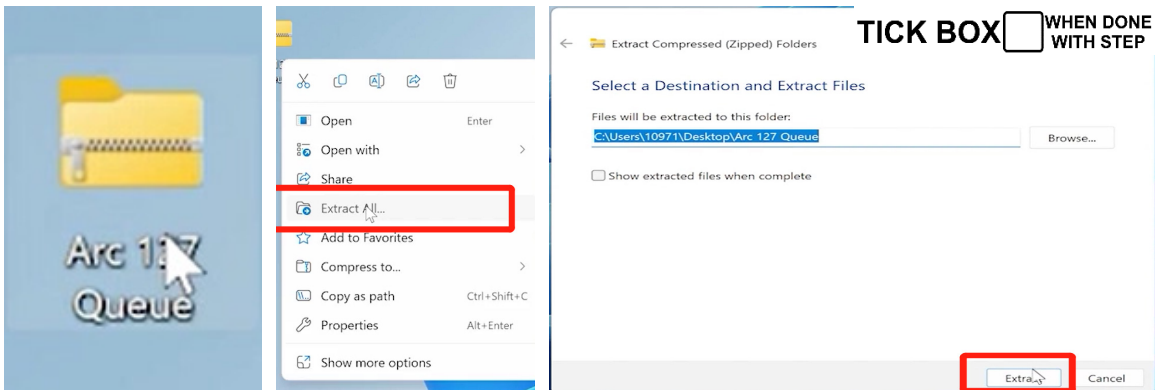 Arc 127
Queue
Open Enter
Open with
Share
Extract All...
Add to Favorites
Compress to...
Copy as path Ctrl+Shift+C
Properties Alt+Enter
Show more options
TICK BOX WHEN DONE
WITH STEP
Extract Compressed (Zipped) Folders
Select a Destination and Extract Files
Files will be extracted to this folder:
C:\Users\10971\Desktop\Arc 127 Queue
Browse...
Show extracted files when complete
Extract Cancel